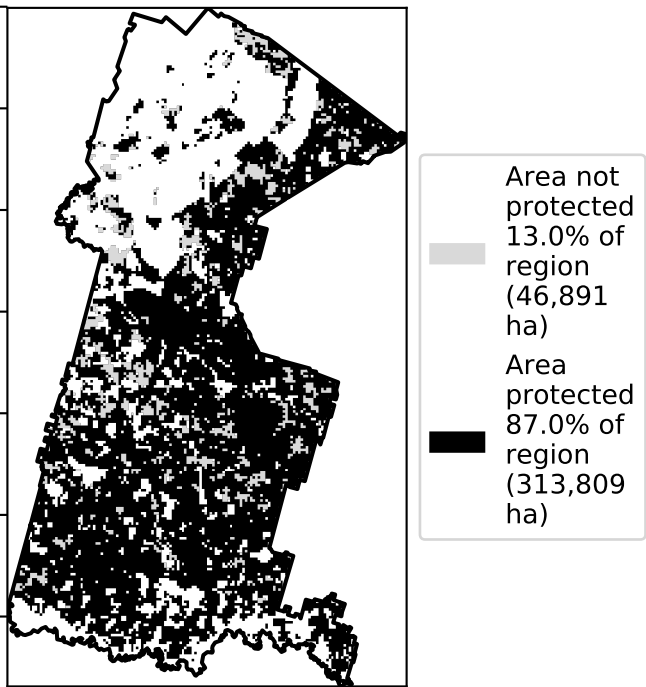 Area not
protected
13.0% of
region
(46,891
ha)
Area
protected
87.0% of
region
(313,809
ha)